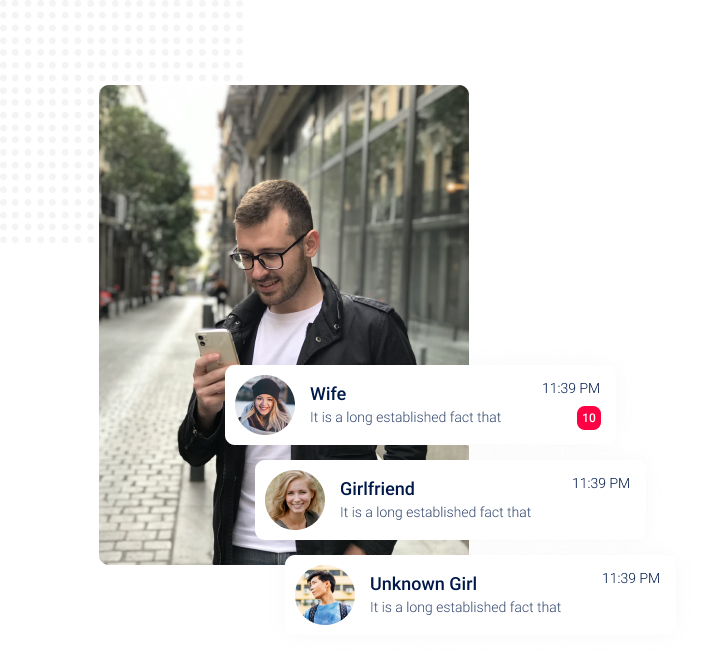 Wife
11:39 PM
It is a long established fact that
10
Girlfriend
11:39 PM
It is a long established fact that
Unknown Girl
11:39 PM
It is a long established fact that